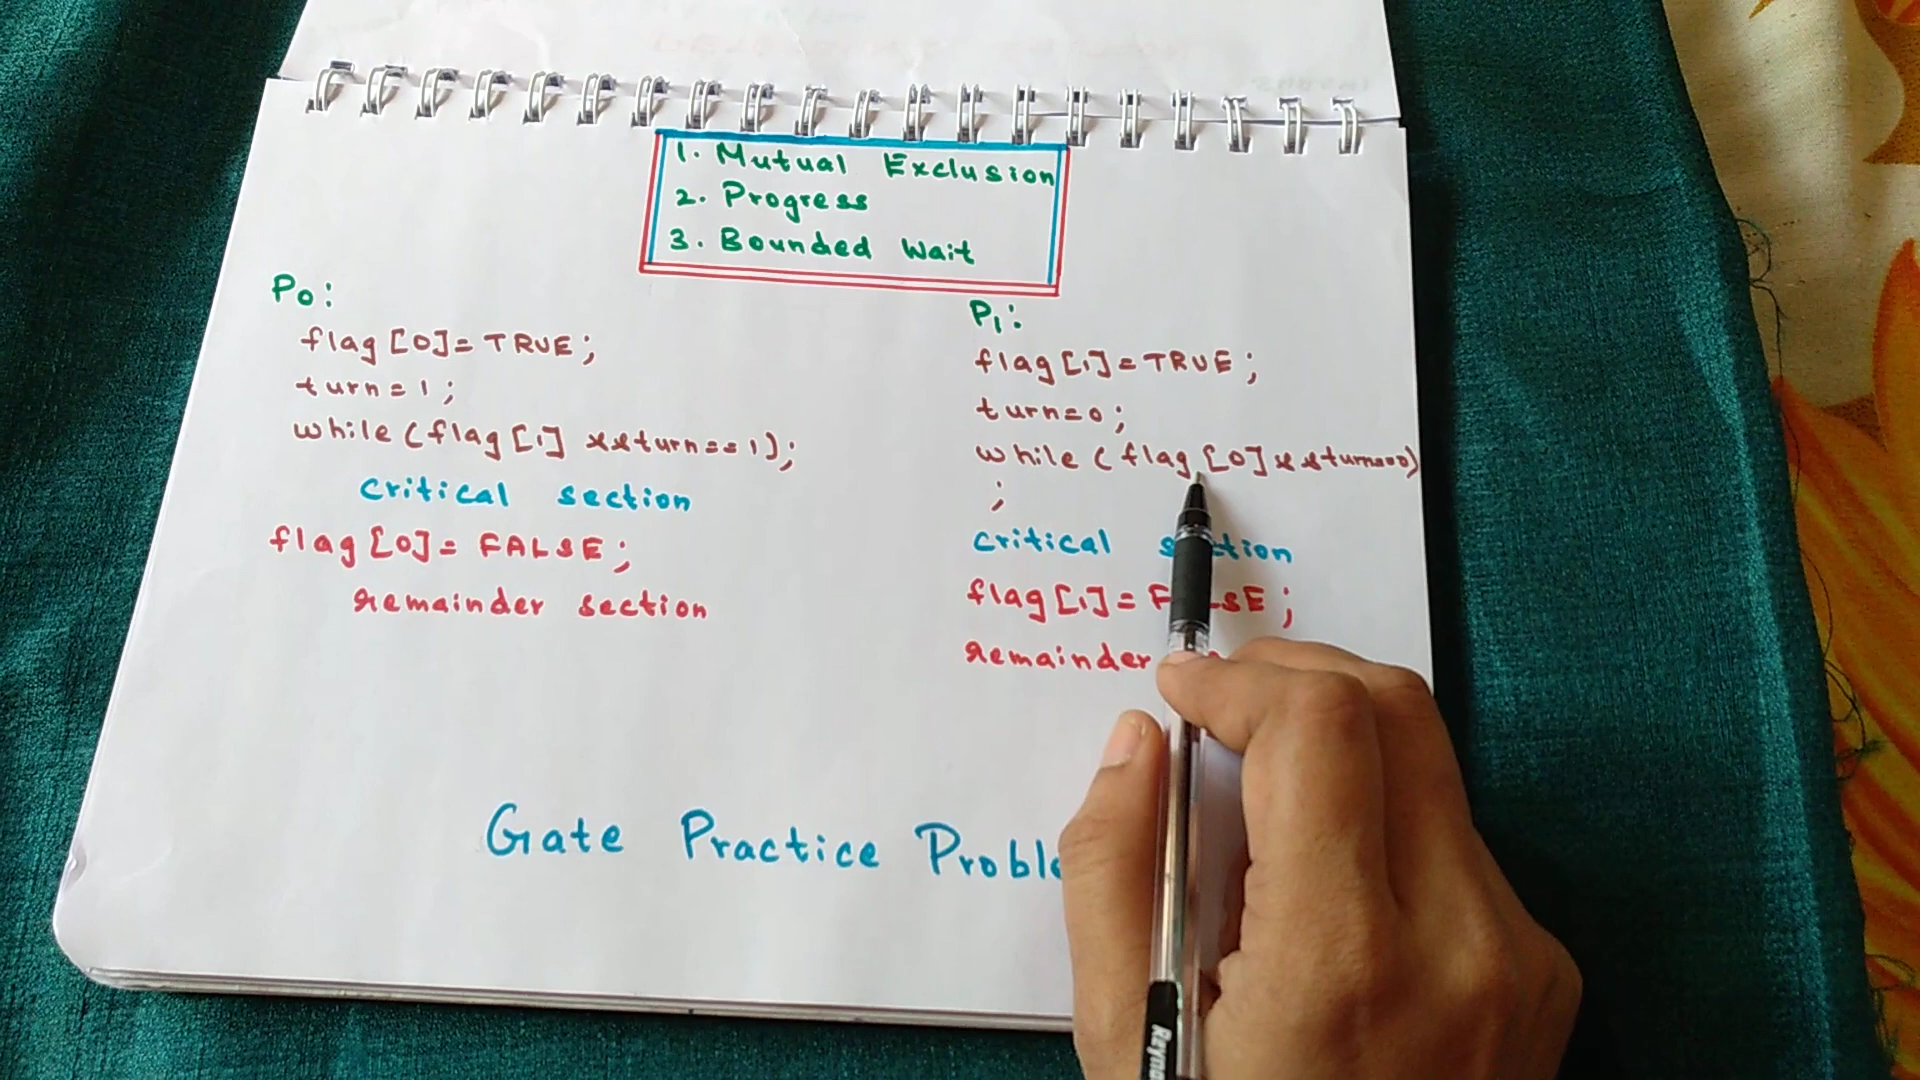 1. Mutual Exclusion
2. Progress
3. Bounded Wait
P0:
flag [0]= TRUE;
turn=1;
while (flag [1] &&turn==1);
critical section
flag [0]= FALSE;
remainder section
P1:
flag [1]=TRUE;
turn=0;
while (flag [0] &&turn==0)
;
critical
flag [1]=
remainder
Gate Practice